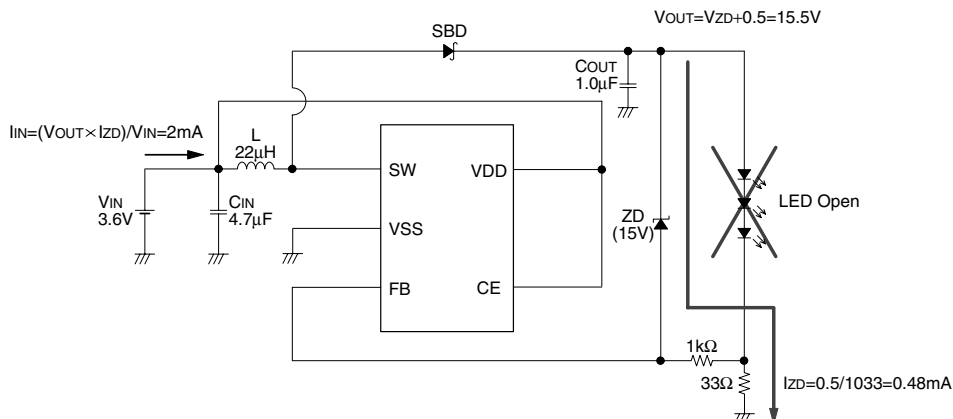 VOUT=VZD+0.5=15.5V
SBD
COUT
1.0µF
IIN=(VOUT×IZD)/VIN=2mA
L
22µH
SW
VDD
VIN
3.6V
CIN
4.7µF
VSS
ZD
(15V)
LED Open
FB
CE
1kΩ
33Ω
IZD=0.5/1033=0.48mA